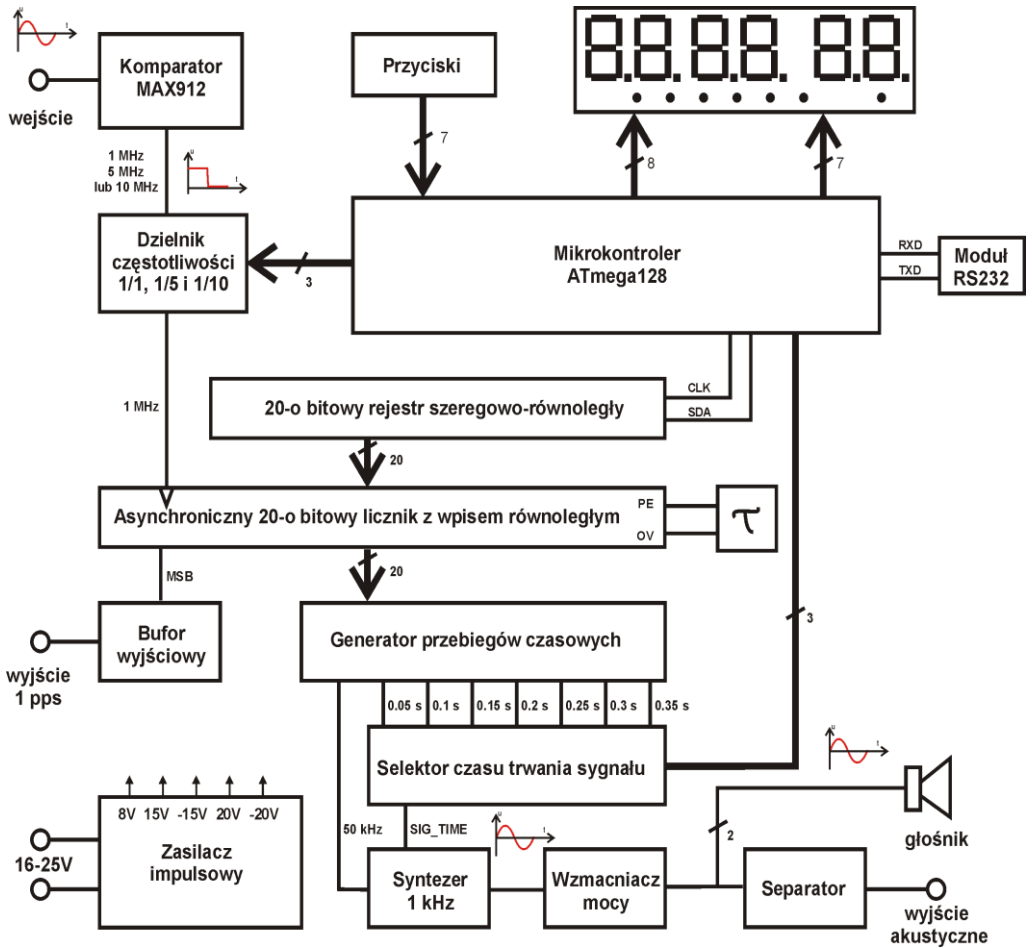 u
t
wejście
Komparator
MAX912
Przyciski
7
8
7
1 MHz
5 MHz
lub 10 MHz
u
t
Dzielnik
częstotliwości
1/1, 1/5 i 1/10
3
Mikrokontroler
ATmega128
RXD
TXD
Moduł
RS232
CLK
SDA
1 MHz
20-o bitowy rejestr szeregowo-równoległy
20
Asynchroniczny 20-o bitowy licznik z wpisem równoległym
PE
OV
τ
MSB
20
Bufor
wyjściowy
wyjście
1 pps
Generator przebiegów czasowych
3
0.05 s
0.1 s
0.15 s
0.2 s
0.25 s
0.3 s
0.35 s
Selektor czasu trwania sygnału
u
t
8V
15V
-15V
20V
-20V
16-25V
Zasilacz
impulsowy
50 kHz
SIG_TIME
u
t
2
głośnik
Syntezer
1 kHz
Wzmacniacz
mocy
Separator
wyjście
akustyczne